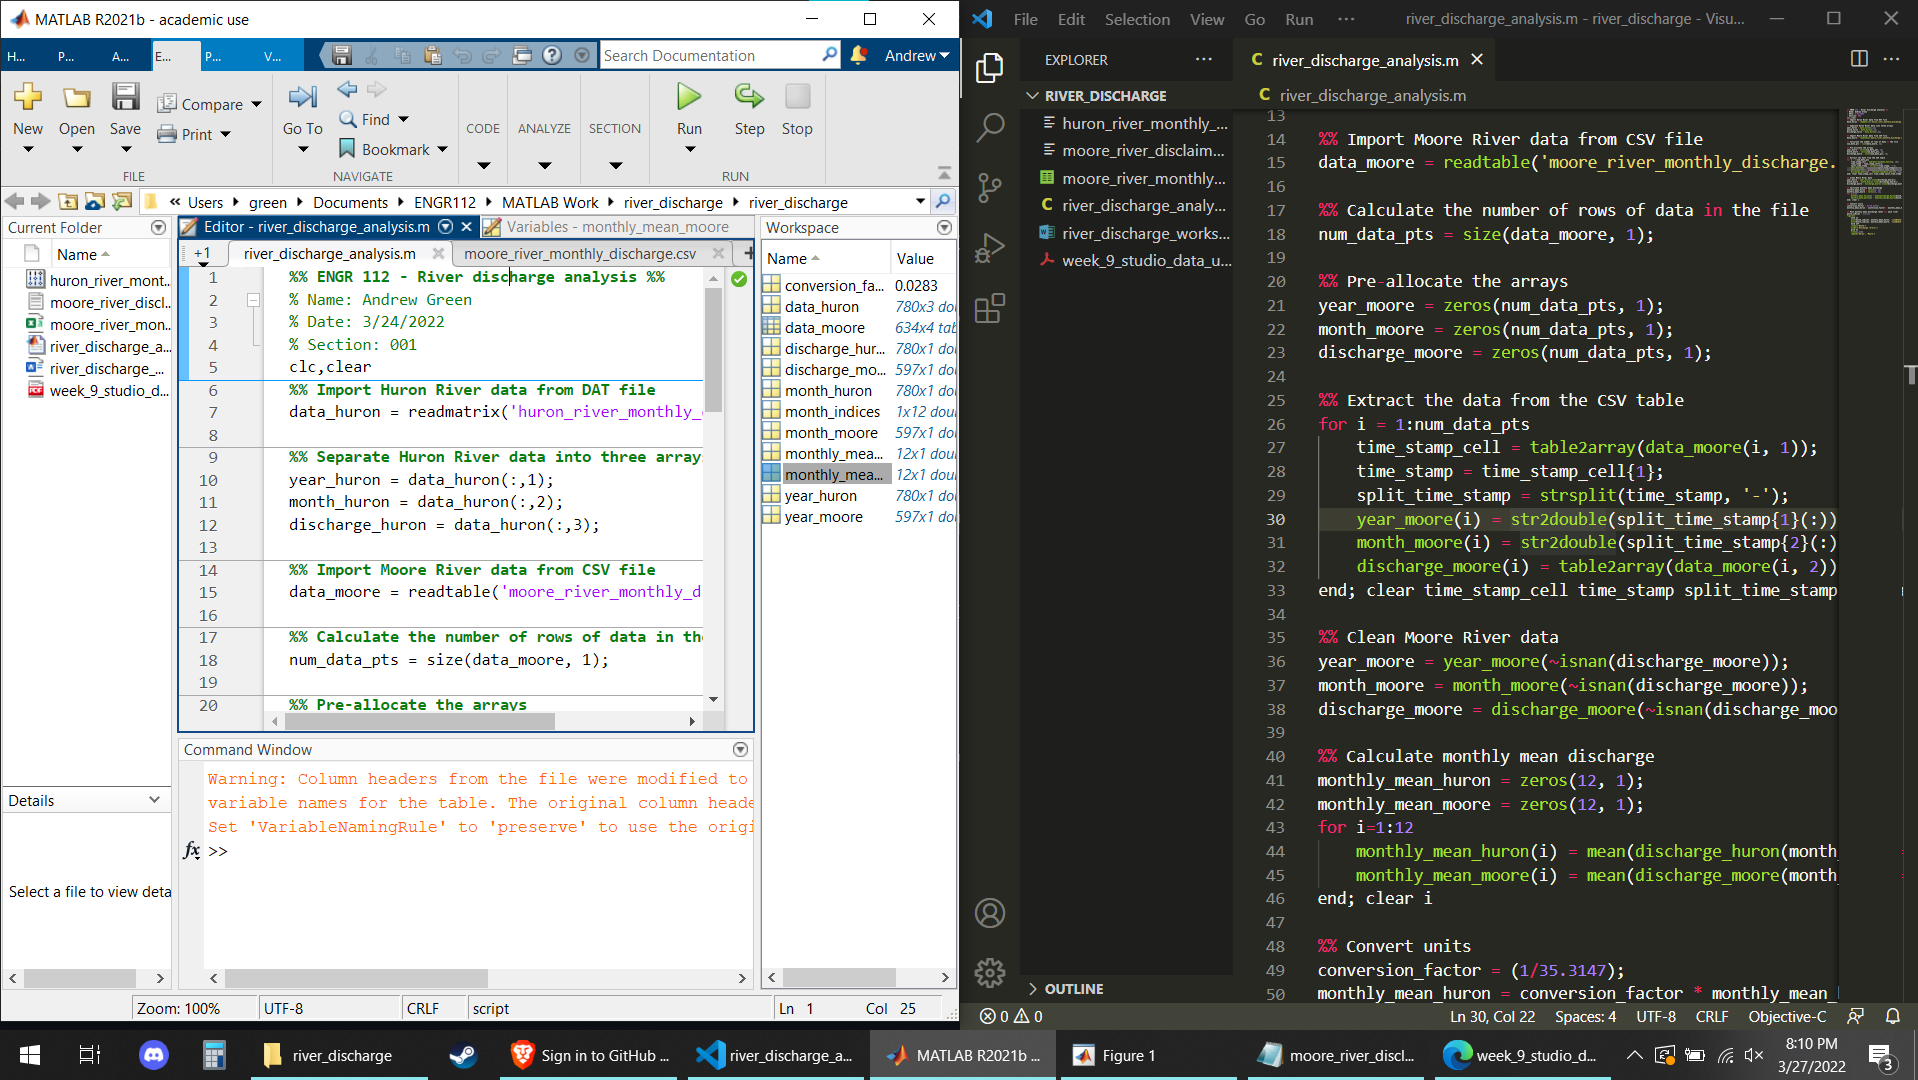 MATLAB R2021b - academic use
H...
P...
A...
E...
P...
V...
Search Documentation
Andrew
New
Open
Save
Compare
Print
Go To
Find
Bookmark
CODE
ANALYZE
SECTION
Run
Step
Stop
FILE
NAVIGATE
RUN
« Users
green
Documents
ENGR112
MATLAB Work
river_discharge
river_discharge
Current Folder
Name
huron_river_mont...
moore_river_discl...
moore_river_mon...
river_discharge_a...
river_discharge_...
week_9_studio_d...
Details
Select a file to view deta
Editor - river_discharge_analysis.m
Variables - monthly_mean_moore
+1
river_discharge_analysis.m
moore_river_monthly_discharge.csv
1 %% ENGR 112 - River discharge analysis %%
2 % Name: Andrew Green
3 % Date: 3/24/2022
4 % Section: 001
5 clc,clear
6 %% Import Huron River data from DAT file
7 data_huron = readmatrix('huron_river_monthly_
8
9 %% Separate Huron River data into three array
10 year_huron = data_huron(:,1);
11 month_huron = data_huron(:,2);
12 discharge_huron = data_huron(:,3);
13
14 %% Import Moore River data from CSV file
15 data_moore = readtable('moore_river_monthly_d
16
17 %% Calculate the number of rows of data in th
18 num_data_pts = size(data_moore, 1);
19
20 %% Pre-allocate the arrays
Command Window
Warning: Column headers from the file were modified to
variable names for the table. The original column heade
Set 'VariableNamingRule' to 'preserve' to use the origi
fx >>
Workspace
Name
Value
conversion_fa... 0.0283
data_huron 780x3 dou
data_moore 634x4 tab
discharge_hur... 780x1 dou
discharge_mo... 597x1 dou
month_huron 780x1 dou
month_indices 1x12 dou
month_moore 597x1 dou
monthly_mea... 12x1 dou
monthly_mea... 12x1 dou
year_huron 780x1 dou
year_moore 597x1 dou
Zoom: 100%
UTF-8
CRLF
script
Ln 1
Col 25
File
Edit
Selection
View
Go
Run
...
river_discharge_analysis.m - river_discharge - Visu...
EXPLORER
...
RIVER_DISCHARGE
huron_river_monthly_...
moore_river_disclaim...
moore_river_monthly...
river_discharge_analy...
river_discharge_works...
week_9_studio_data_u...
OUTLINE
C river_discharge_analysis.m
C river_discharge_analysis.m
13
14 %% Import Moore River data from CSV file
15 data_moore = readtable('moore_river_monthly_discharge.
16
17 %% Calculate the number of rows of data in the file
18 num_data_pts = size(data_moore, 1);
19
20 %% Pre-allocate the arrays
21 year_moore = zeros(num_data_pts, 1);
22 month_moore = zeros(num_data_pts, 1);
23 discharge_moore = zeros(num_data_pts, 1);
24
25 %% Extract the data from the CSV table
26 for i = 1:num_data_pts
27 time_stamp_cell = table2array(data_moore(i, 1));
28 time_stamp = time_stamp_cell{1};
29 split_time_stamp = strsplit(time_stamp, '-');
30 year_moore(i) = str2double(split_time_stamp{1}(:))
31 month_moore(i) = str2double(split_time_stamp{2}(:)
32 discharge_moore(i) = table2array(data_moore(i, 2))
33 end; clear time_stamp_cell time_stamp split_time_stamp
34
35 %% Clean Moore River data
36 year_moore = year_moore(~isnan(discharge_moore));
37 month_moore = month_moore(~isnan(discharge_moore));
38 discharge_moore = discharge_moore(~isnan(discharge_moo
39
40 %% Calculate monthly mean discharge
41 monthly_mean_huron = zeros(12, 1);
42 monthly_mean_moore = zeros(12, 1);
43 for i=1:12
44 monthly_mean_huron(i) = mean(discharge_huron(month_
45 monthly_mean_moore(i) = mean(discharge_moore(month_
46 end; clear i
47
48 %% Convert units
49 conversion_factor = (1/35.3147);
50 monthly_mean_huron = conversion_factor * monthly_mean_
0
0
Ln 30, Col 22
Spaces: 4
UTF-8
CRLF
Objective-C
river_discharge
Sign in to GitHub ...
river_discharge_a...
MATLAB R2021b ...
Figure 1
moore_river_discl...
week_9_studio_d...
8:10 PM
3/27/2022
3